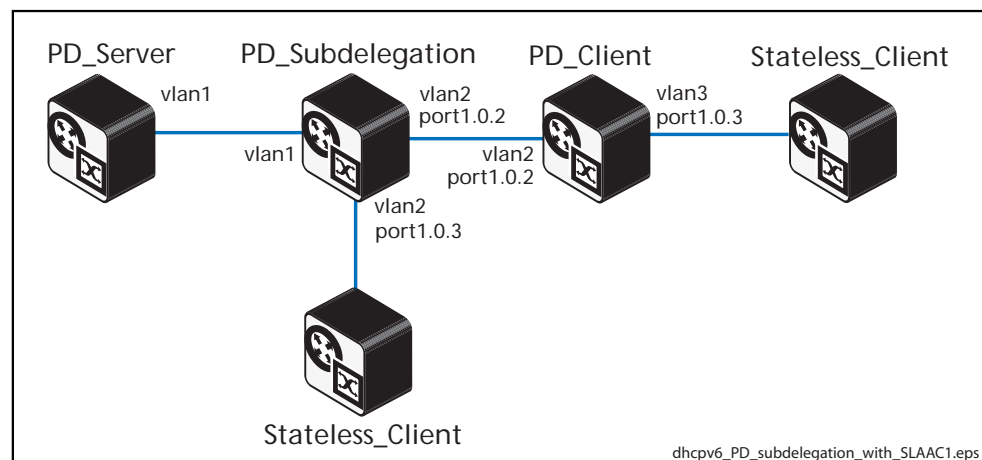 PD_Server
PD_Subdelegation
PD_Client
Stateless_Client
vlan1
vlan1
vlan2
port1.0.2
vlan2
port1.0.2
vlan3
port1.0.3
vlan2
port1.0.3
Stateless_Client
dhcpv6_PD_subdelegation_with_SLAAC1.eps